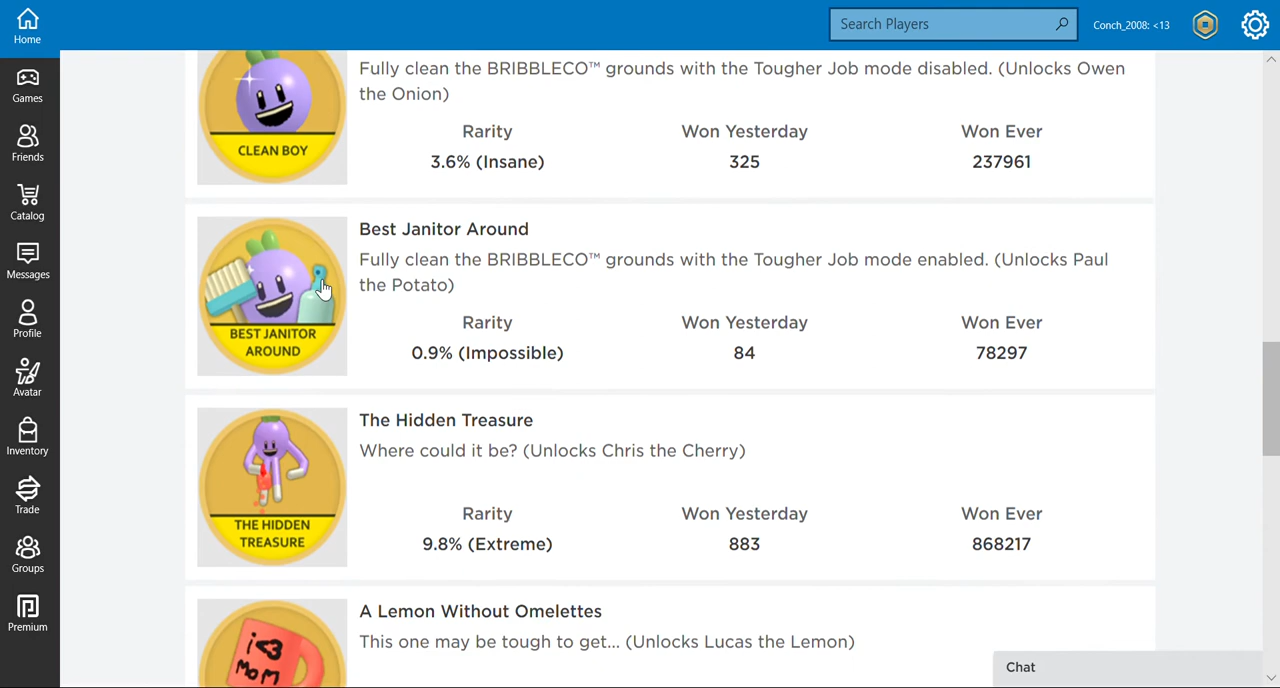 Home
Search Players
Conch_2008: <13
Games
Friends
Catalog
Messages
Profile
Avatar
Inventory
Trade
Groups
Premium
CLEAN BOY
Fully clean the BRIBBLECO™ grounds with the Tougher Job mode disabled. (Unlocks Owen
the Onion)
Rarity Won Yesterday Won Ever
3.6% (Insane) 325 237961
BEST JANITOR
AROUND
Best Janitor Around
Fully clean the BRIBBLECO™ grounds with the Tougher Job mode enabled. (Unlocks Paul
the Potato)
Rarity Won Yesterday Won Ever
0.9% (Impossible) 84 78297
THE HIDDEN
TREASURE
The Hidden Treasure
Where could it be? (Unlocks Chris the Cherry)
Rarity Won Yesterday Won Ever
9.8% (Extreme) 883 868217
i <3
MOM
A Lemon Without Omelettes
This one may be tough to get... (Unlocks Lucas the Lemon)
Chat